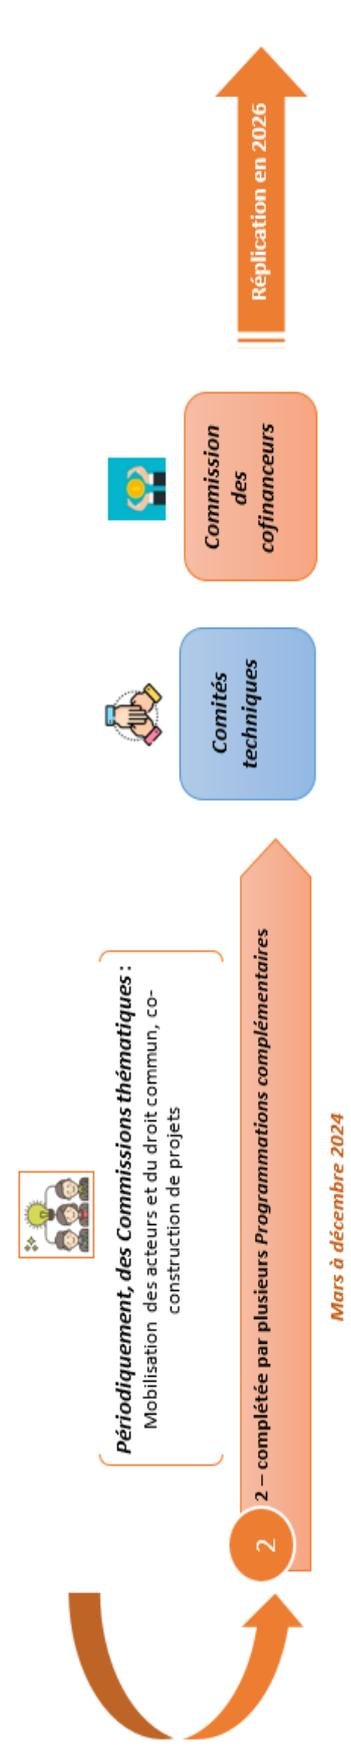 Périodiquement, des Commissions thématiques :
Mobilisation des acteurs et du droit commun, co-
construction de projets
2
2 – complétée par plusieurs Programmations complémentaires
Mars à décembre 2024
Comités
techniques
Commission
des
cofinanceurs
Réplication en 2026